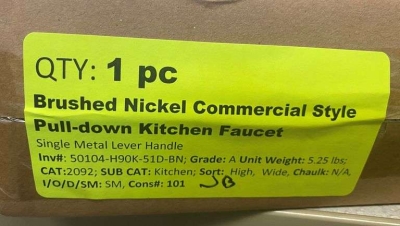 QTY: 1 pc
Brushed Nickel Commercial Style
Pull-down Kitchen Faucet
Single Metal Lever Handle
Inv#: 50104-H90K-51D-BN; Grade: A Unit Weight: 5.25 lbs;
CAT:2092; SUB CAT: Kitchen; Sort: High, Wide, Chaulk: N/A,
I/O/D/SM: SM, Cons#: 101 JB